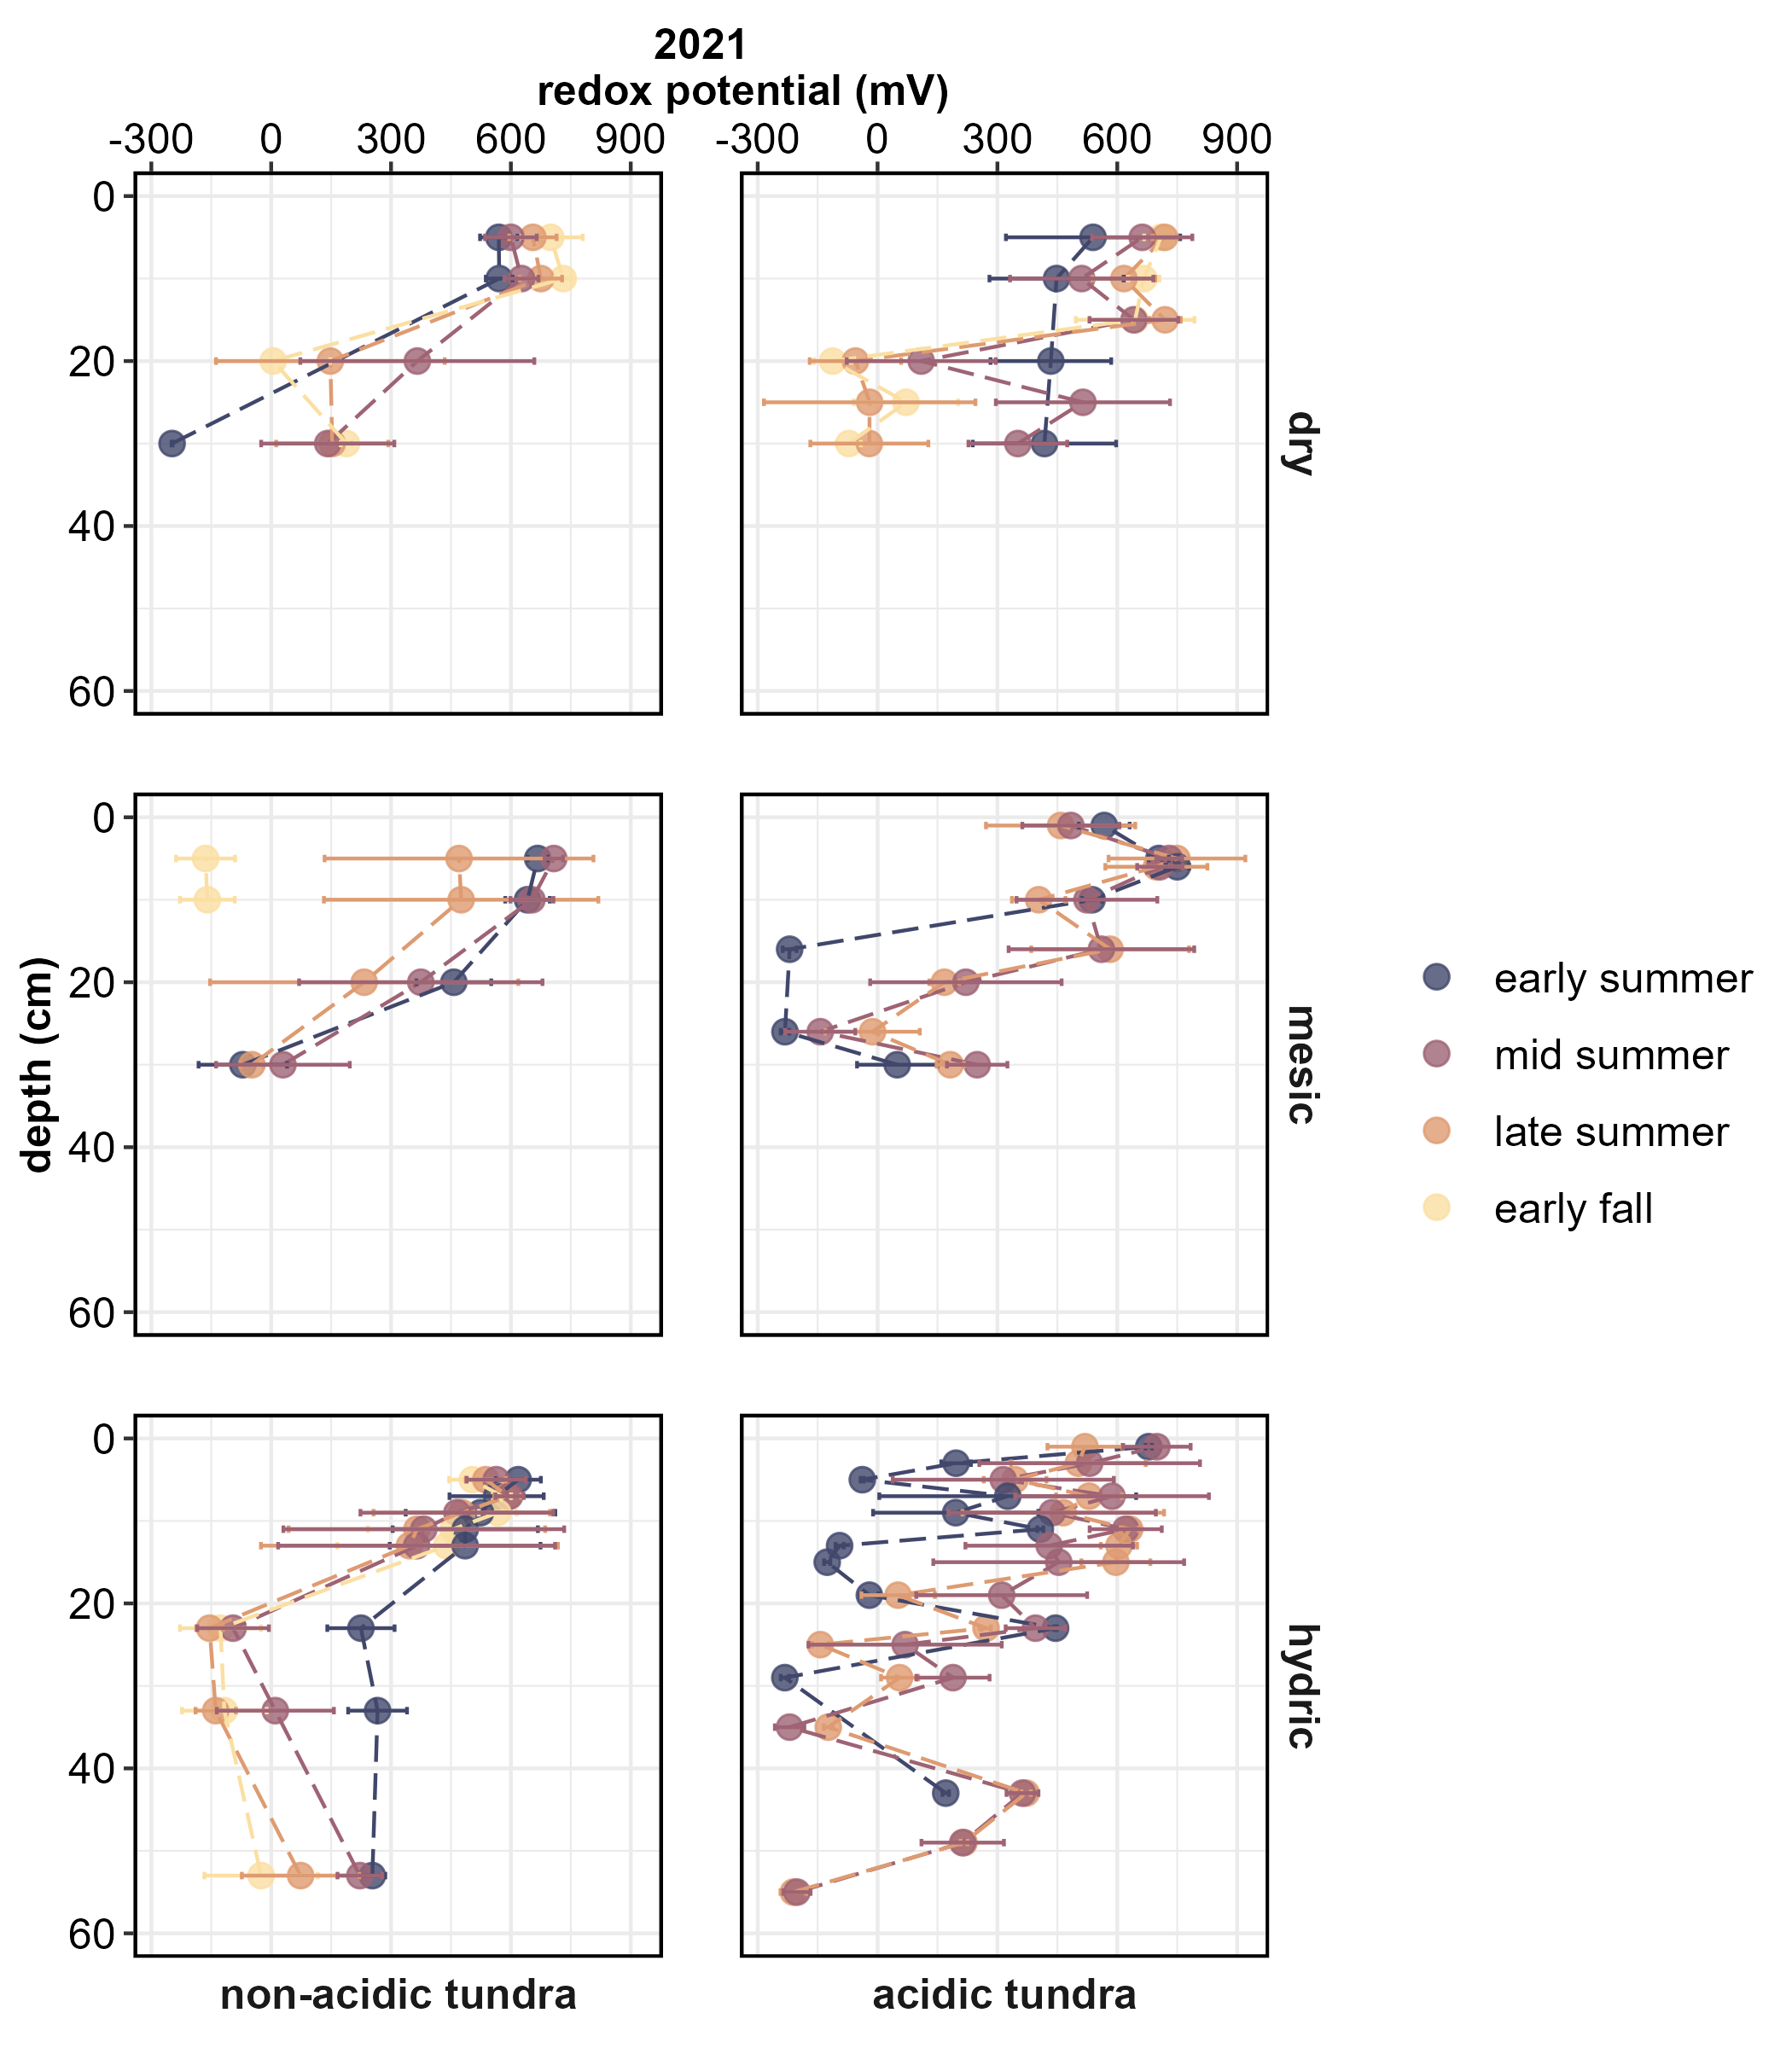 2021
redox potential (mV)
-300 0 300 600 900 -300 0 300 600 900
0
20
40
60
dry
0
20
40
60
mesic
depth (cm)
early summer
mid summer
late summer
early fall
0
20
40
60
hydric
non-acidic tundra acidic tundra